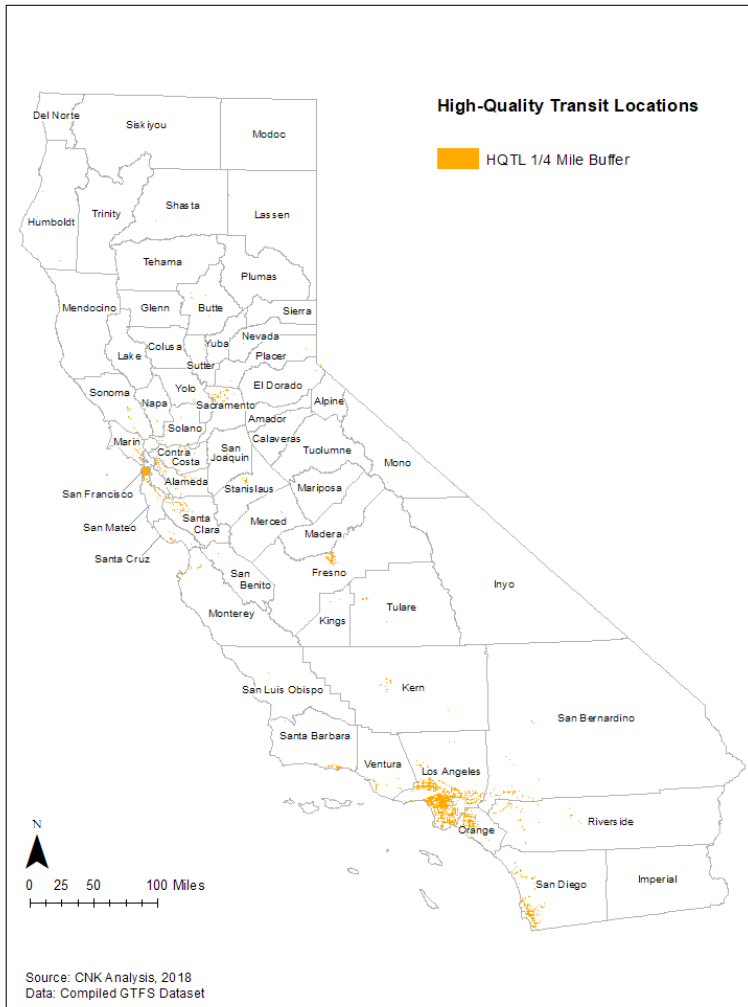 High-Quality Transit Locations
HQTL 1/4 Mile Buffer
Del Norte
Siskiyou
Modoc
Humboldt
Trinity
Shasta
Lassen
Tehama
Plumas
Mendocino
Glenn
Butte
Sierra
Lake
Colusa
Yuba
Nevada
Placer
Sutter
Sonoma
Napa
Yolo
El Dorado
Sacramento
Alpine
Solano
Amador
Marin
Contra
Costa
San
Joaquin
Calaveras
Tuolumne
Mono
San Francisco
Alameda
Stanislaus
Mariposa
San Mateo
Santa
Clara
Merced
Madera
Santa Cruz
San
Benito
Fresno
Inyo
Monterey
Kings
Tulare
San Luis Obispo
Kern
San Bernardino
Santa Barbara
Ventura
Los Angeles
Orange
Riverside
San Diego
Imperial
N
0 25 50 100 Miles
Source: CNK Analysis, 2018
Data: Compiled GTFS Dataset